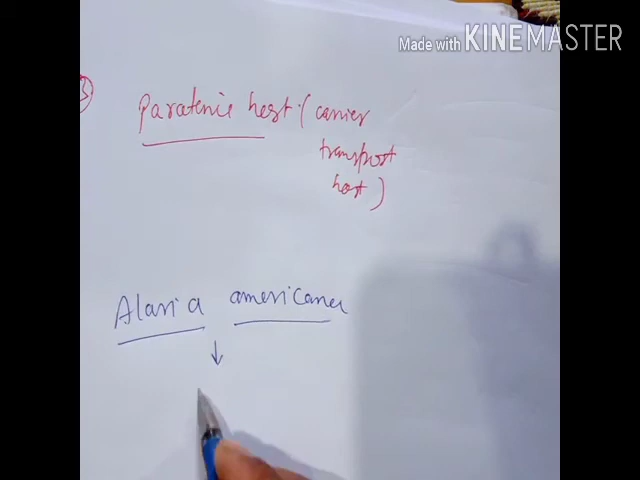 Made with KINEMASTER
3
Paratenic host (carrier
transport
host)
Alaria americana
↓